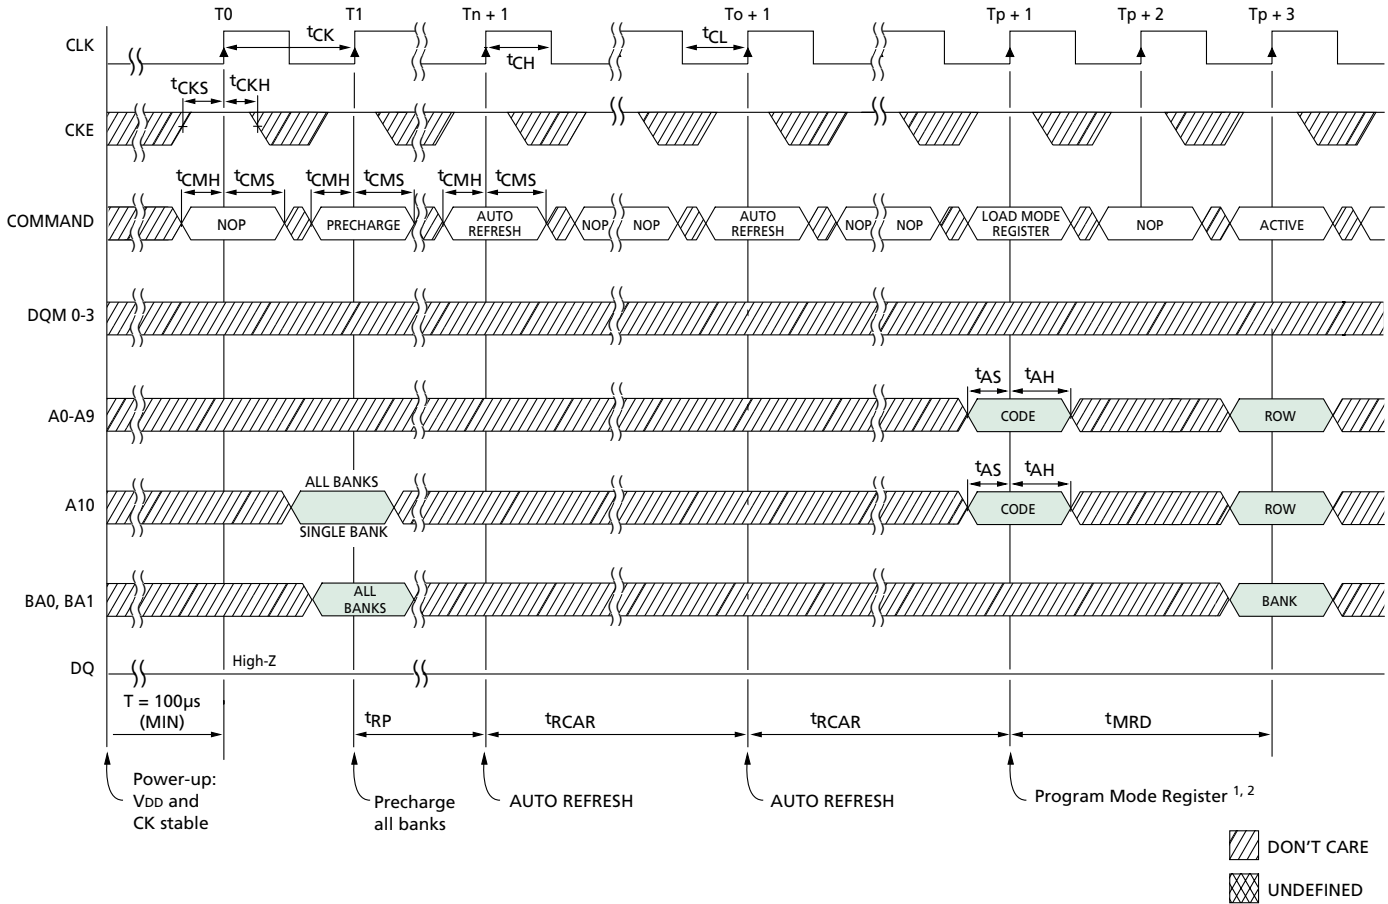 T0 T1 Tn + 1 To + 1 Tp + 1 Tp + 2 Tp + 3
CLK tCK tCH tCL
tCKS tCKH
CKE
tCMH tCMS tCMH tCMS tCMH tCMS
COMMAND NOP PRECHARGE AUTO REFRESH NOP NOP AUTO REFRESH NOP NOP LOAD MODE REGISTER NOP ACTIVE
DQM 0-3
tAS tAH
A0-A9 CODE ROW
tAS tAH
ALL BANKS
A10 CODE ROW
SINGLE BANK
BA0, BA1 ALL BANKS BANK
DQ High-Z
T = 100µs
(MIN) tRP tRCAR tRCAR tMRD
Power-up:
VDD and
CK stable
Precharge
all banks
AUTO REFRESH
AUTO REFRESH
Program Mode Register 1, 2
DON'T CARE
UNDEFINED